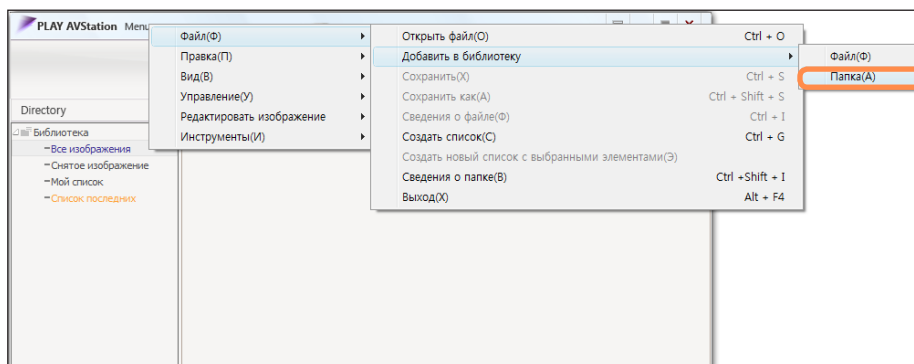 PLAY AVStation Menu
Файл(Ф)
Правка(П)
Вид(В)
Управление(У)
Редактировать изображение
Инструменты(И)
Открыть файл(О) Ctrl + O
Добавить в библиотеку
Сохранить(Х) Ctrl + S
Сохранить как(А) Ctrl + Shift + S
Сведения о файле(Ф) Ctrl + I
Создать список(С) Ctrl + G
Создать новый список с выбранными элементами(Э)
Сведения о папке(В) Ctrl +Shift + I
Выход(Х) Alt + F4
Файл(Ф)
Папка(А)
Directory
Библиотека
Все изображения
Снятое изображение
Мой список
Список последних